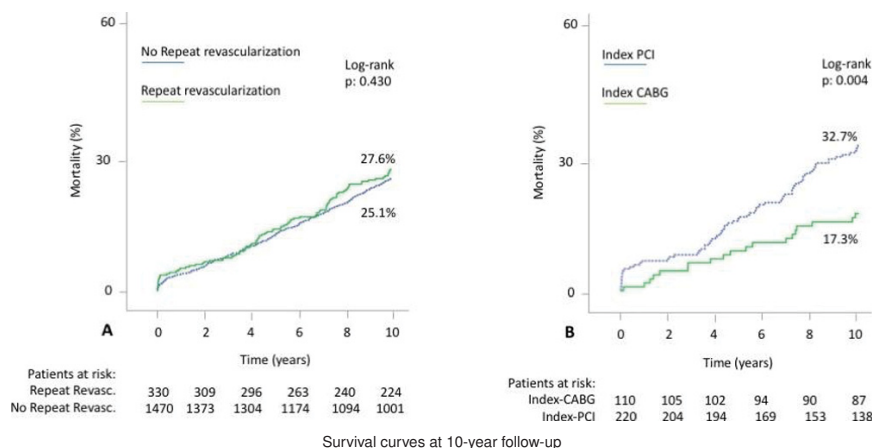 60
No Repeat revascularization
Repeat revascularization
Log-rank
p: 0.430
Mortality (%)
30
27.6%
25.1%
0
A
0 2 4 6 8 10
Time (years)
Patients at risk:
Repeat Revasc. 330 309 296 263 240 224
No Repeat Revasc. 1470 1373 1304 1174 1094 1001
60
Index PCI
Index CABG
Log-rank
p: 0.004
Mortality (%)
30
32.7%
17.3%
0
B
0 2 4 6 8 10
Time (years)
Patients at risk:
Index-CABG 110 105 102 94 90 87
Index-PCI 220 204 194 169 153 138
Survival curves at 10-year follow-up